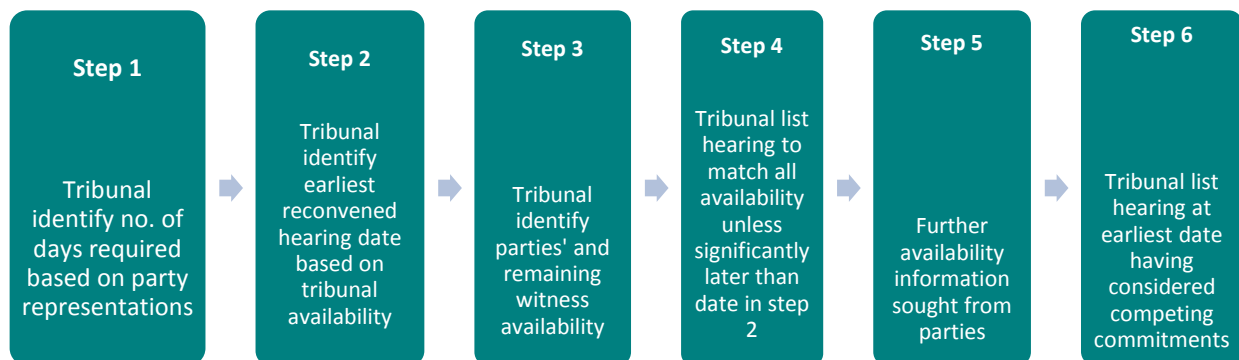 Step 1
Tribunal
identify no. of
days required
based on party
representations
Step 2
Tribunal
identify
earliest
reconvened
hearing date
based on
tribunal
availability
Step 3
Tribunal
identify
parties' and
remaining
witness
availability
Step 4
Tribunal list
hearing to
match all
availability
unless
significantly
later than
date in step
2
Step 5
Further
availability
information
sought from
parties
Step 6
Tribunal list
hearing at
earliest date
having
considered
competing
commitments